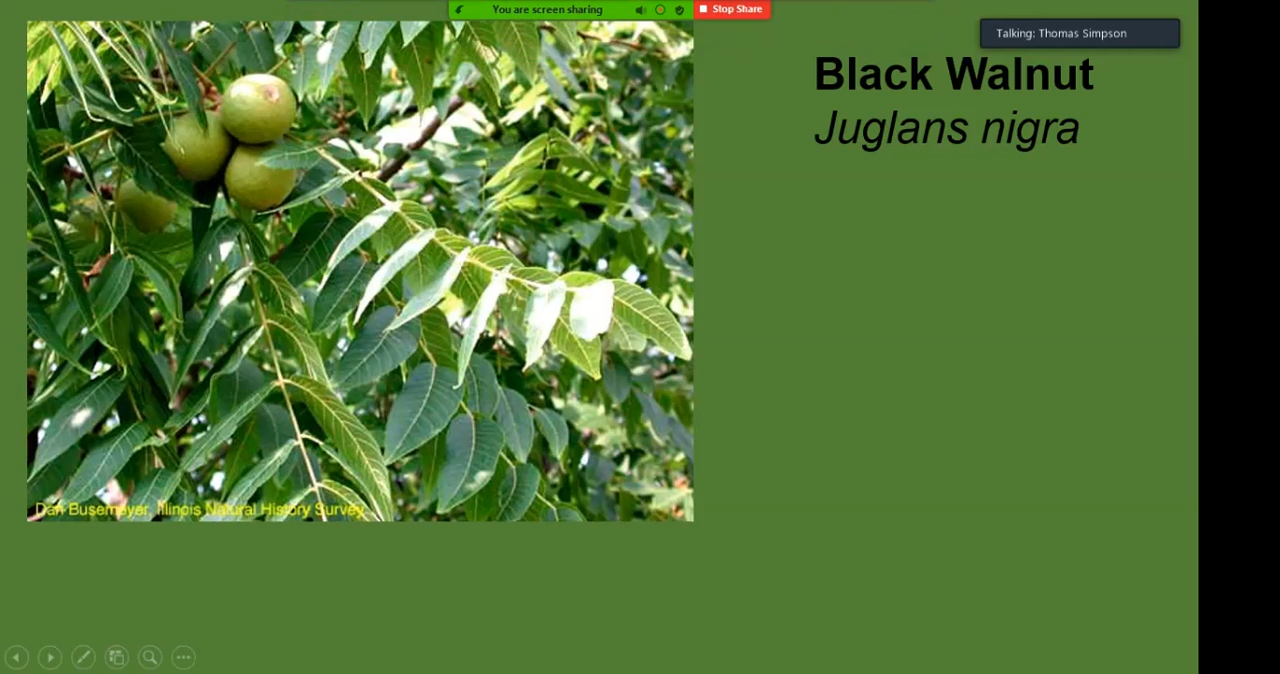 You are screen sharing
Stop Share
Talking: Thomas Simpson
Black Walnut
Juglans nigra
Dan Busemeyer, Illinois Natural History Survey